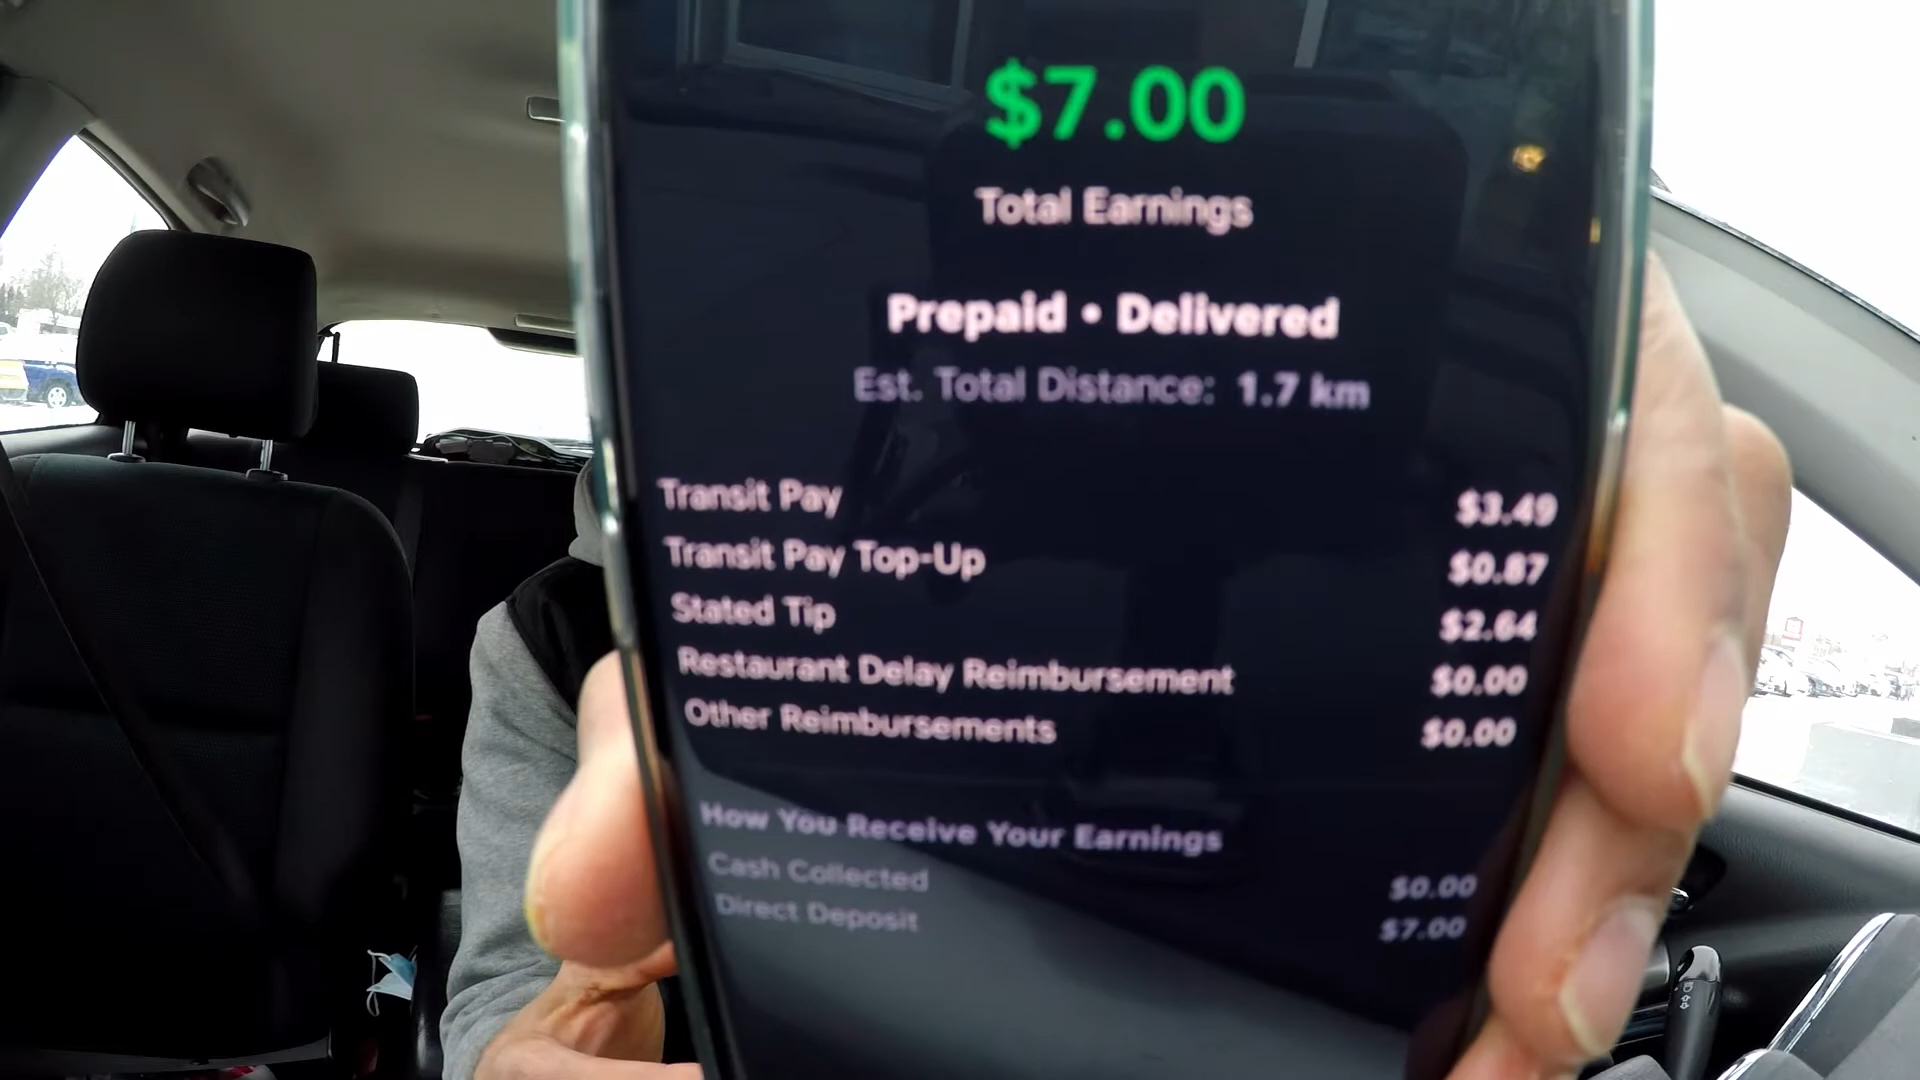 $7.00
Total Earnings
Prepaid • Delivered
Est. Total Distance: 1.7 km
Transit Pay $3.49
Transit Pay Top-Up $0.87
Stated Tip $2.64
Restaurant Delay Reimbursement $0.00
Other Reimbursements $0.00
How You Receive Your Earnings
Cash Collected $0.00
Direct Deposit $7.00